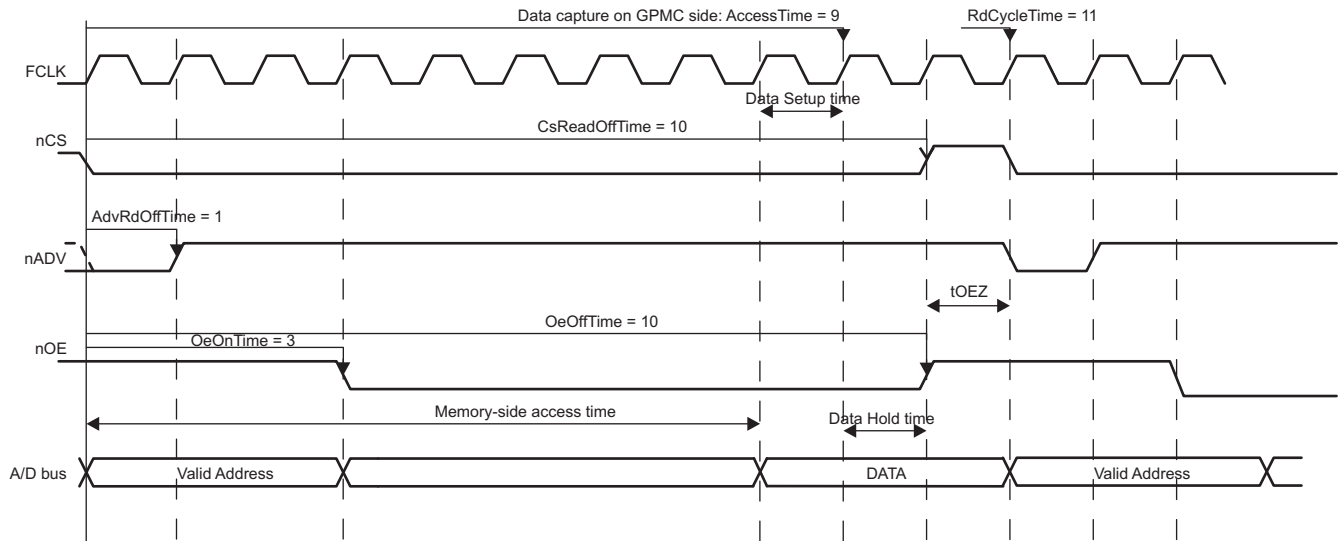 Data capture on GPMC side: AccessTime = 9
RdCycleTime = 11
FCLK
Data Setup time
nCS
CsReadOffTime = 10
AdvRdOffTime = 1
nADV
tOEZ
OeOffTime = 10
nOE
OeOnTime = 3
Memory-side access time
Data Hold time
A/D bus
Valid Address
DATA
Valid Address